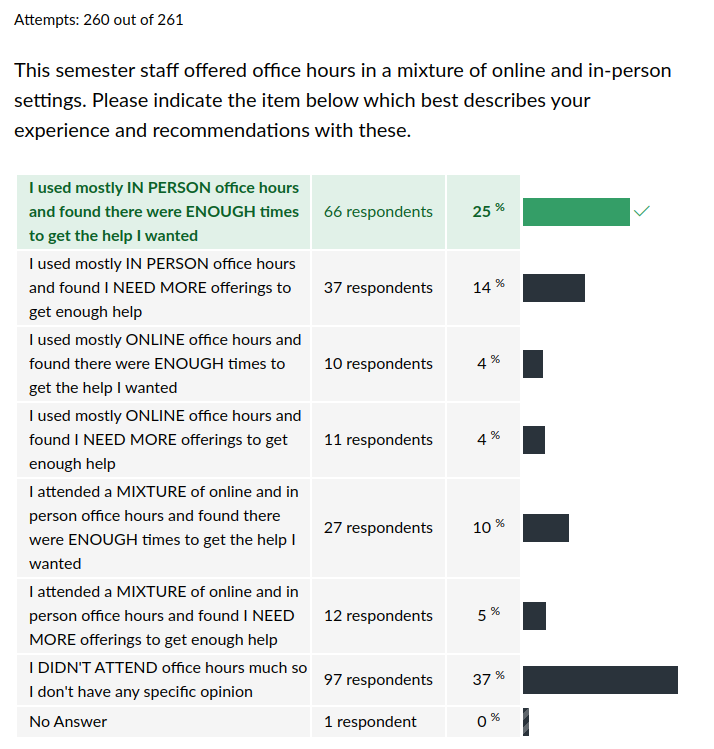 Attempts: 260 out of 261
This semester staff offered office hours in a mixture of online and in-person
settings. Please indicate the item below which best describes your
experience and recommendations with these.
I used mostly IN PERSON office hours
and found there were ENOUGH times
to get the help I wanted
66 respondents
25 %
I used mostly IN PERSON office hours
and found I NEED MORE offerings to
get enough help
37 respondents
14 %
I used mostly ONLINE office hours and
found there were ENOUGH times to
get the help I wanted
10 respondents
4 %
I used mostly ONLINE office hours and
found I NEED MORE offerings to get
enough help
11 respondents
4 %
I attended a MIXTURE of online and in
person office hours and found there
were ENOUGH times to get the help I
wanted
27 respondents
10 %
I attended a MIXTURE of online and in
person office hours and found I NEED
MORE offerings to get enough help
12 respondents
5 %
I DIDN'T ATTEND office hours much so
I don't have any specific opinion
97 respondents
37 %
No Answer
1 respondent
0 %